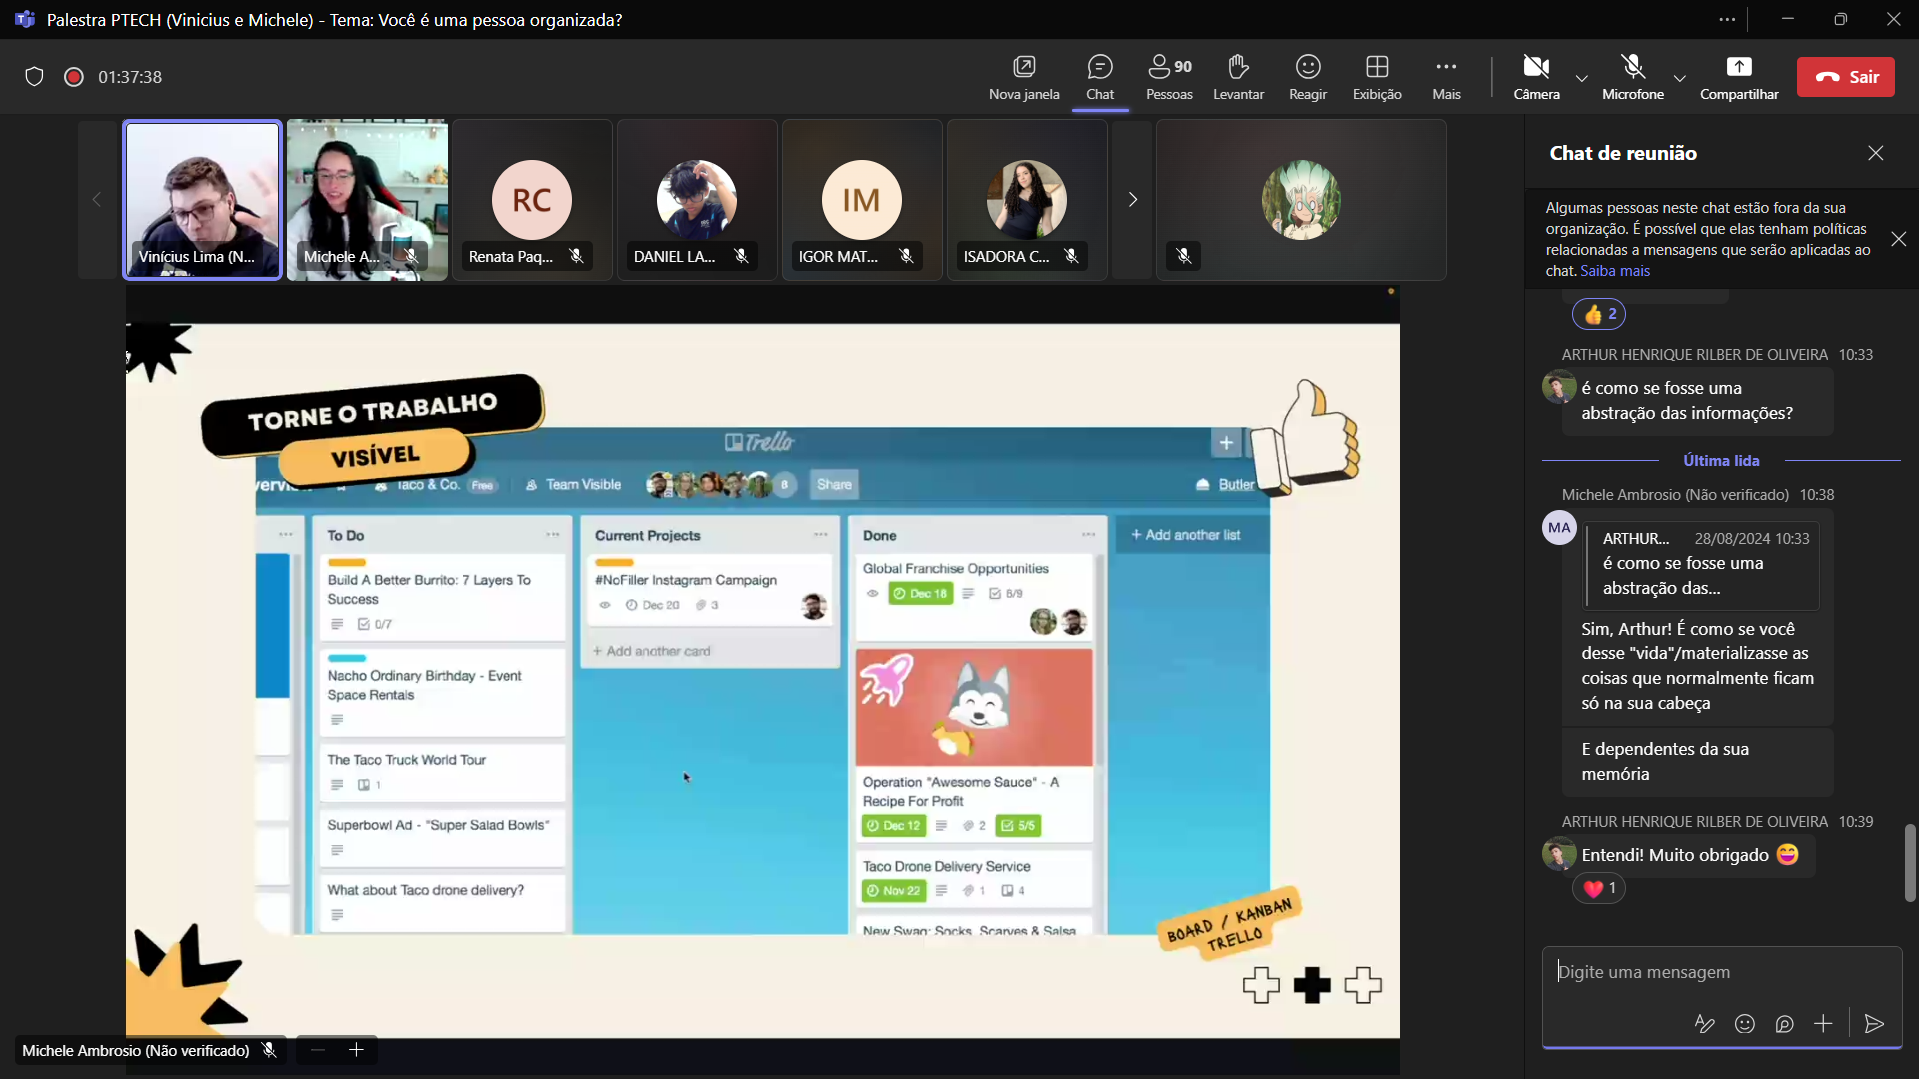 Palestra PTECH (Vinicius e Michele) - Tema: Você é uma pessoa organizada?
01:37:38
Nova janela
Chat
90
Pessoas
Levantar
Reagir
Exibição
Mais
Câmera
Microfone
Compartilhar
Sair
Vinícius Lima (N...
Michele A...
RC
Renata Paq...
DANIEL LA...
IM
IGOR MAT...
ISADORA C...
TORNE O TRABALHO
VISÍVEL
Trello
Taco & Co.
Free
Team Visible
8
Share
Butler
To Do
Build A Better Burrito: 7 Layers To
Success
0/7
Nacho Ordinary Birthday - Event
Space Rentals
The Taco Truck World Tour
1
Superbowl Ad - "Super Salad Bowls"
What about Taco drone delivery?
Current Projects
#NoFiller Instagram Campaign
Dec 20
3
+ Add another card
Done
Global Franchise Opportunities
Dec 18
6/9
Operation "Awesome Sauce" - A
Recipe For Profit
Dec 12
2
5/5
Taco Drone Delivery Service
Nov 22
1
4
New Swag: Socks, Scarves & Salsa
+ Add another list
BOARD / KANBAN
TRELLO
Michele Ambrosio (Não verificado)
Chat de reunião
Algumas pessoas neste chat estão fora da sua
organização. É possível que elas tenham políticas
relacionadas a mensagens que serão aplicadas ao
chat. Saiba mais
2
ARTHUR HENRIQUE RILBER DE OLIVEIRA 10:33
é como se fosse uma
abstração das informações?
Última lida
Michele Ambrosio (Não verificado) 10:38
MA
ARTHUR... 28/08/2024 10:33
é como se fosse uma
abstração das...
Sim, Arthur! É como se você
desse "vida"/materializasse as
coisas que normalmente ficam
só na sua cabeça
E dependentes da sua
memória
ARTHUR HENRIQUE RILBER DE OLIVEIRA 10:39
Entendi! Muito obrigado
1
Digite uma mensagem